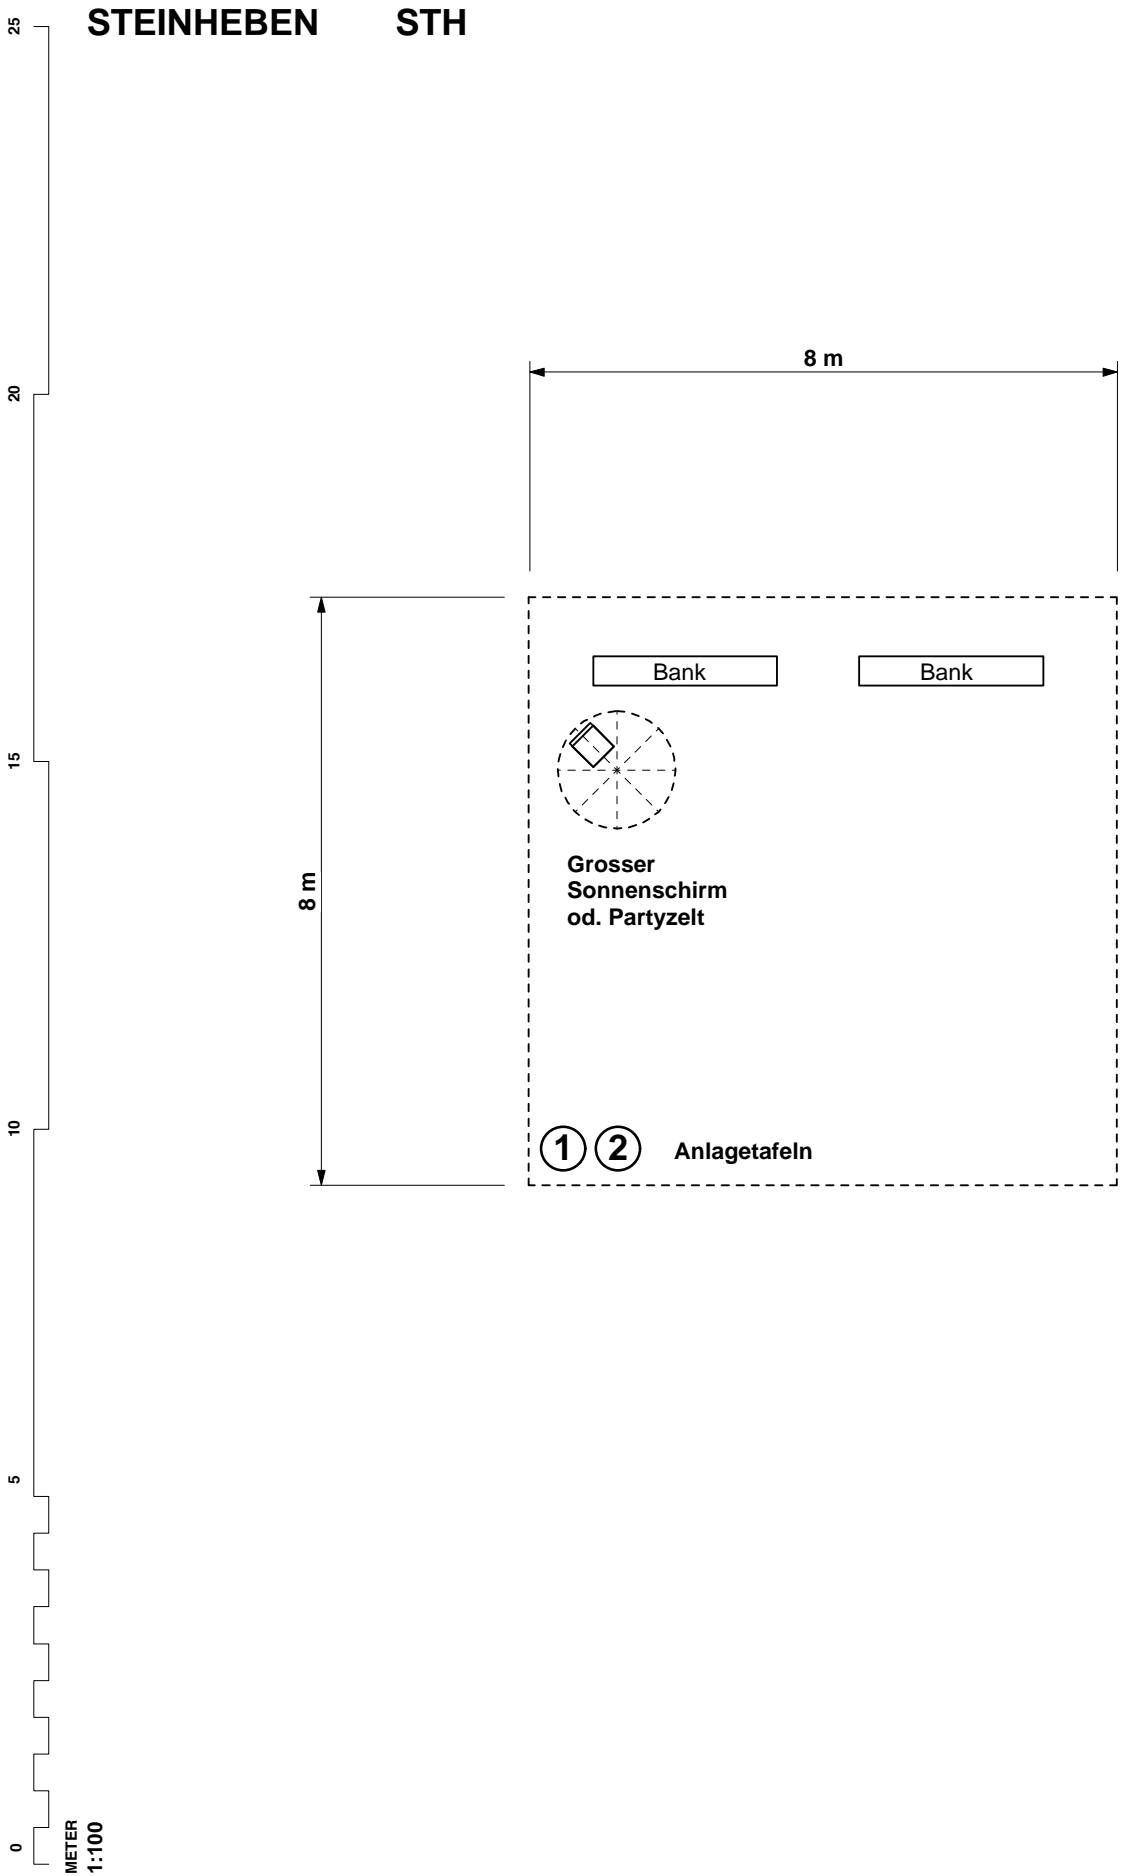 STEINHEBEN STH
25
20
15
10
5
0
METER
1:100
8 m
8 m
Bank
Bank
Grosser
Sonnenschirm
od. Partyzelt
1 2 Anlagetafeln